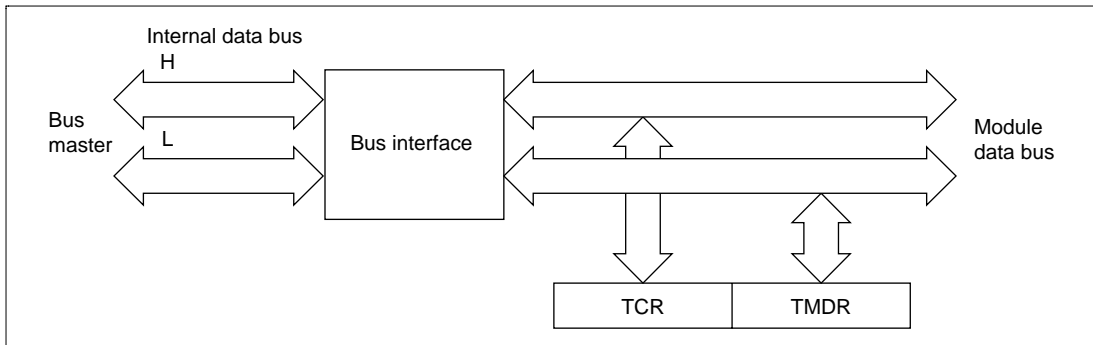 Internal data bus
H
Bus
master
L
Bus interface
Module
data bus
TCR
TMDR